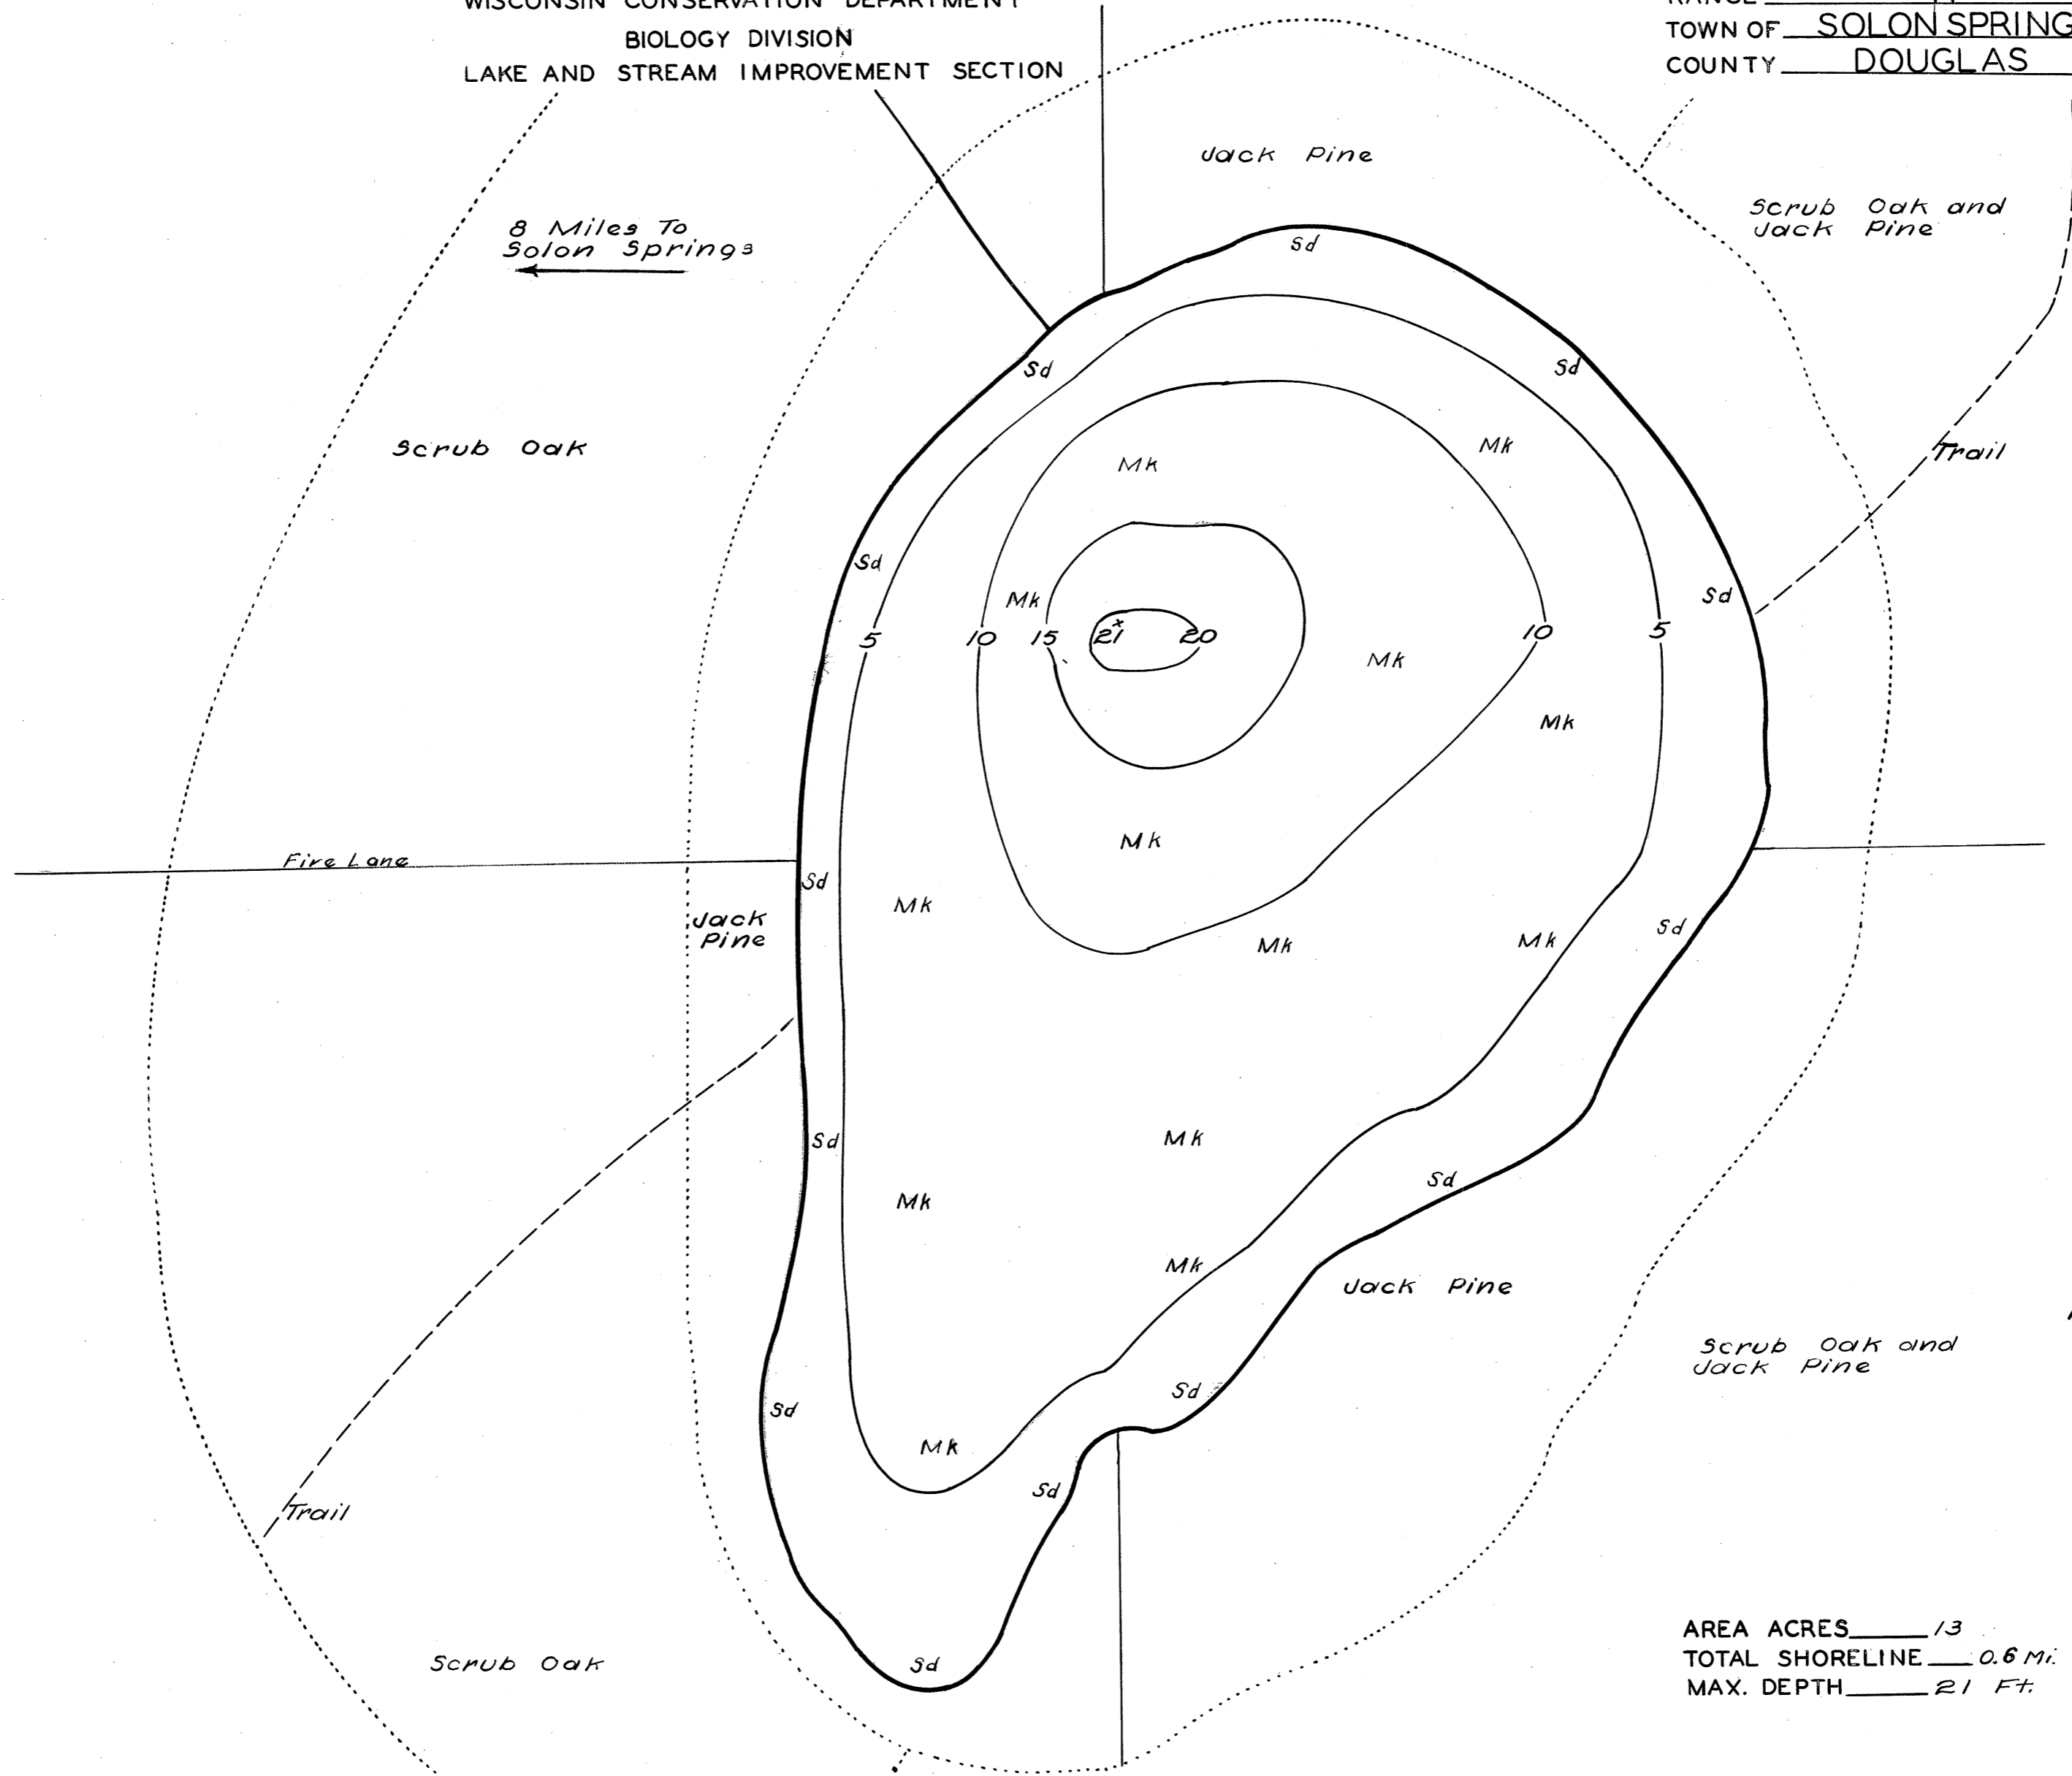 WISCONSIN CONSERVATION DEPARTMENT
BIOLOGY DIVISION
LAKE AND STREAM IMPROVEMENT SECTION
RANGE
TOWN OF SOLON SPRING
COUNTY DOUGLAS
Jack Pine
Scrub Oak and
Jack Pine
8 Miles To
Solon Springs
Sd
Sd
Sd
Scrub Oak
Mk
Mk
Trail
Sd
Mk
Sd
5
10
15
21
20
10
5
Mk
Mk
Mk
Fire Lane
Sd
Mk
Jack
Pine
Mk
Mk
Sd
Sd
Mk
Sd
Mk
Mk
Jack Pine
Scrub Oak and
Jack Pine
Sd
Sd
Mk
Sd
Trail
Scrub Oak
Sd
AREA ACRES 13
TOTAL SHORELINE 0.6 Mi.
MAX. DEPTH 21 Ft.